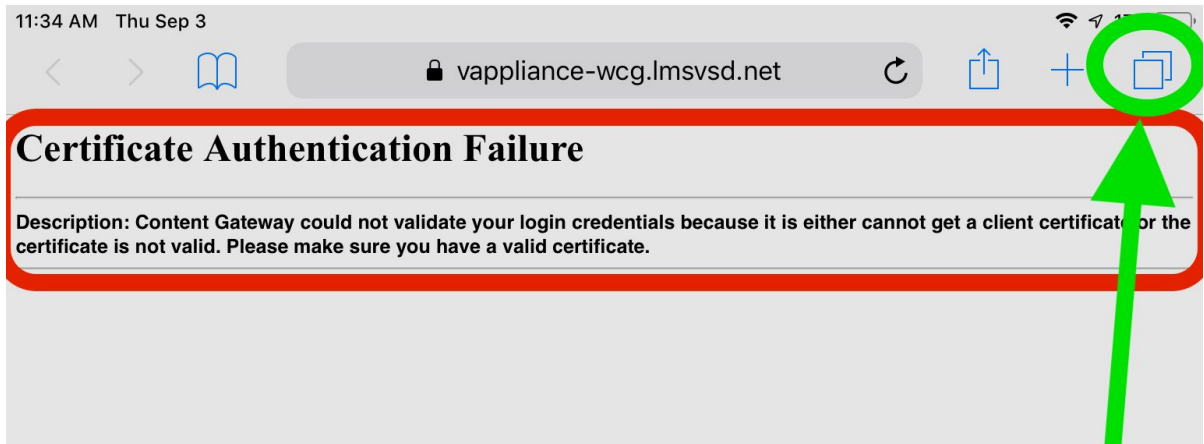 11:34 AM Thu Sep 3
vappliance-wcg.lmsvsd.net
Certificate Authentication Failure
Description: Content Gateway could not validate your login credentials because it is either cannot get a client certificate or the
certificate is not valid. Please make sure you have a valid certificate.